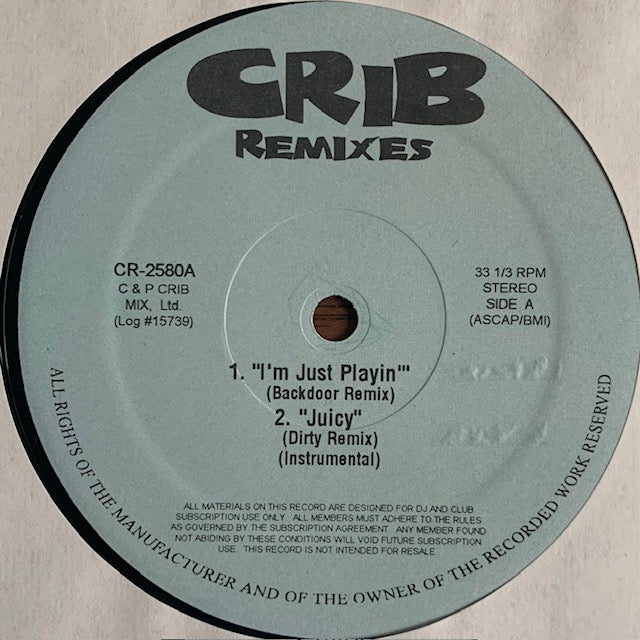 CRIB
REMIXES
CR-2580A
C & P CRIB
MIX, Ltd.
(Log #15739)
33 1/3 RPM
STEREO
SIDE A
(ASCAP/BMI)
1. "I'm Just Playin'"
(Backdoor Remix)
2. "Juicy"
(Dirty Remix)
(Instrumental)
ALL MATERIALS ON THIS RECORD ARE DESIGNED FOR DJ AND CLUB
SUBSCRIPTION USE ONLY. ALL MEMBERS MUST ADHERE TO THE RULES
AS GOVERNED BY THE SUBSCRIPTION AGREEMENT. ANY MEMBER FOUND
NOT ABIDING BY THESE CONDITIONS WILL VOID FUTURE SUBSCRIPTION
USE. THIS RECORD IS NOT INTENDED FOR RESALE.
ALL RIGHTS OF THE MANUFACTURER AND OF THE OWNER OF THE RECORDED WORK RESERVED